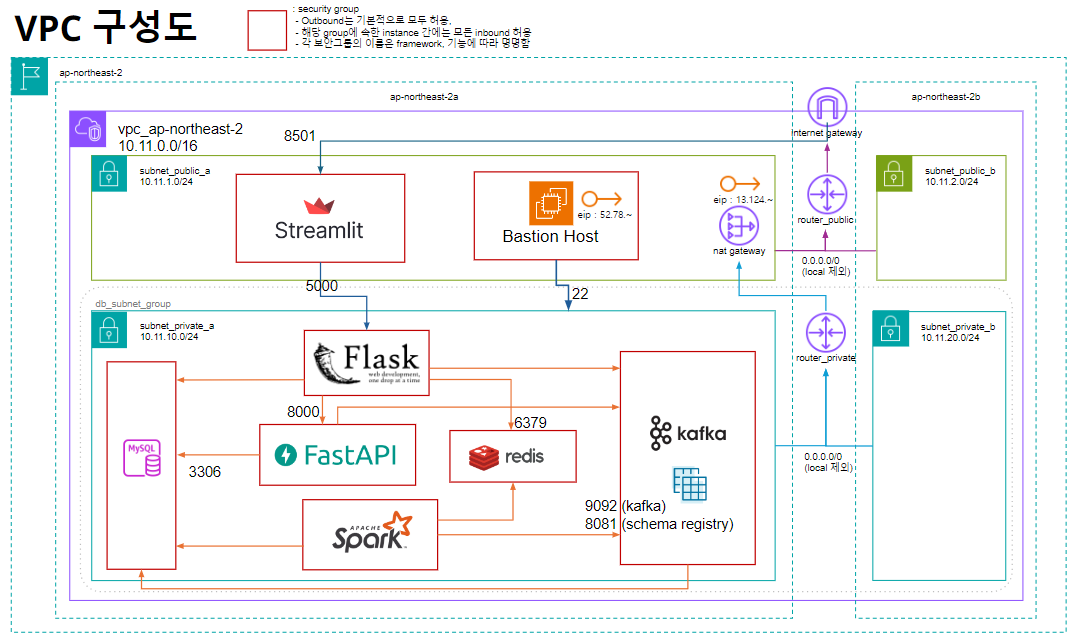 VPC 구성도
: security group
- Outbound는 기본적으로 모두 허용,
- 해당 group에 속한 instance 간에는 모든 inbound 허용
- 각 보안그룹의 이름은 framework, 기능에 따라 명명함
ap-northeast-2
ap-northeast-2a
ap-northeast-2b
vpc_ap-northeast-2
10.11.0.0/16
8501
internet gateway
subnet_public_a
10.11.1.0/24
Streamlit
eip : 52.78.~
Bastion Host
eip : 13.124.~
nat gateway
router_public
subnet_public_b
10.11.2.0/24
0.0.0.0/0
(local 제외)
5000
22
db_subnet_group
subnet_private_a
10.11.10.0/24
router_private
subnet_private_b
10.11.20.0/24
Flask
web development,
one drop at a time
8000
6379
MySQL
FastAPI
redis
kafka
3306
0.0.0.0/0
(local 제외)
APACHE
Spark
9092 (kafka)
8081 (schema registry)